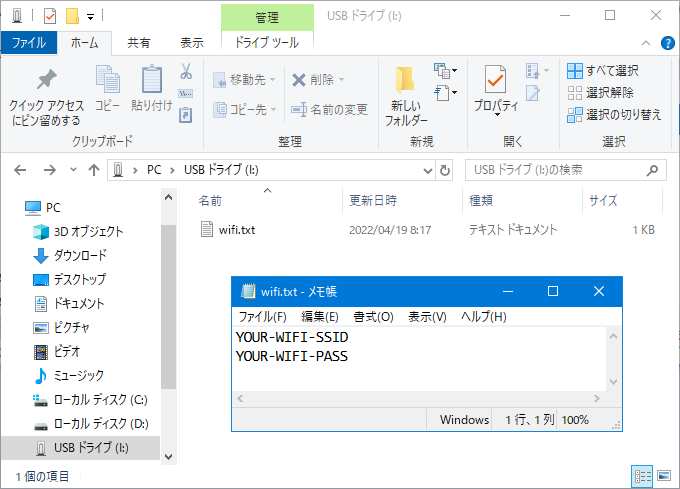 管理
USB ドライブ (I:)
ファイル
ホーム
共有
表示
ドライブ ツール
クイック アクセス
にピン留めする
コピー
貼り付け
移動先
コピー先
削除
名前の変更
新しい
フォルダー
プロパティ
すべて選択
選択解除
選択の切り替え
クリップボード
整理
新規
開く
選択
PC
USB ドライブ (I:)
USB ドライブ (I:)の検索
名前
更新日時
種類
サイズ
wifi.txt
2022/04/19 8:17
テキスト ドキュメント
1 KB
PC
3D オブジェクト
ダウンロード
デスクトップ
ドキュメント
ピクチャ
ビデオ
ミュージック
ローカル ディスク (C:)
ローカル ディスク (D:)
USB ドライブ (I:)
wifi.txt - メモ帳
ファイル(F)
編集(E)
書式(O)
表示(V)
ヘルプ(H)
YOUR-WIFI-SSID
YOUR-WIFI-PASS
Windows
1 行、1 列
100%
1 個の項目